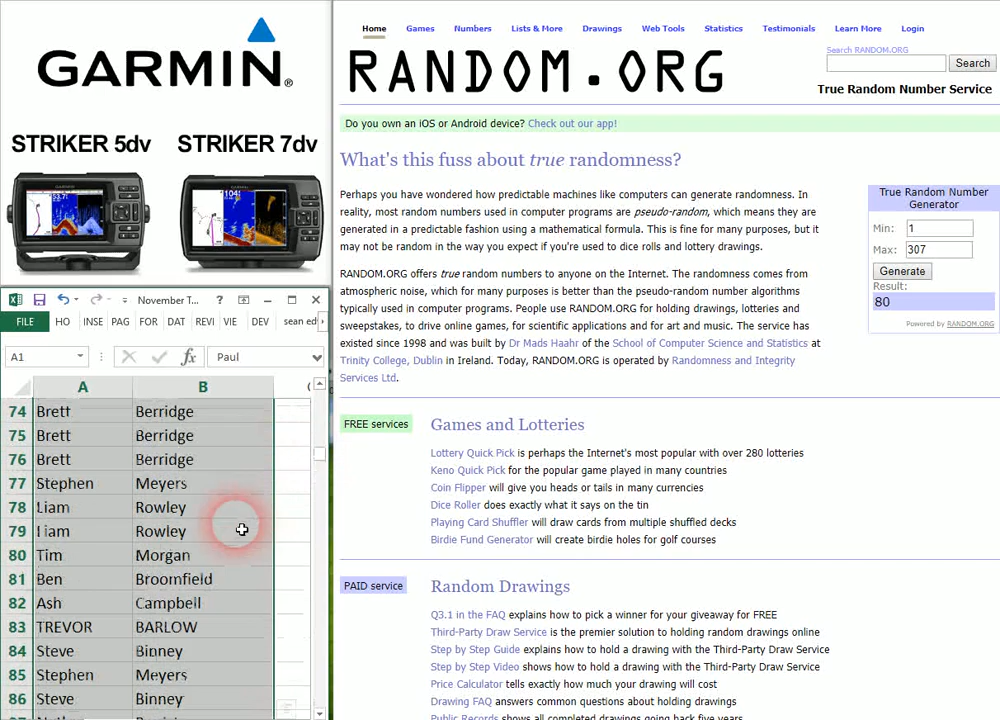 GARMIN®
STRIKER 5dv STRIKER 7dv
November T... ?
FILE HO INSE PAG FOR DAT REVI VIE DEV sean ed
A1 fx Paul
A B
74 Brett Berridge
75 Brett Berridge
76 Brett Berridge
77 Stephen Meyers
78 Liam Rowley
79 Liam Rowley
80 Tim Morgan
81 Ben Broomfield
82 Ash Campbell
83 TREVOR BARLOW
84 Steve Binney
85 Stephen Meyers
86 Steve Binney
Home Games Numbers Lists & More Drawings Web Tools Statistics Testimonials Learn More Login
RANDOM.ORG
Search RANDOM.ORG
Search
True Random Number Service
Do you own an iOS or Android device? Check out our app!
What's this fuss about true randomness?
Perhaps you have wondered how predictable machines like computers can generate randomness. In
reality, most random numbers used in computer programs are pseudo-random, which means they are
generated in a predictable fashion using a mathematical formula. This is fine for many purposes, but it
may not be random in the way you expect if you're used to dice rolls and lottery drawings.
RANDOM.ORG offers true random numbers to anyone on the Internet. The randomness comes from
atmospheric noise, which for many purposes is better than the pseudo-random number algorithms
typically used in computer programs. People use RANDOM.ORG for holding drawings, lotteries and
sweepstakes, to drive online games, for scientific applications and for art and music. The service has
existed since 1998 and was built by Dr Mads Haahr of the School of Computer Science and Statistics at
Trinity College, Dublin in Ireland. Today, RANDOM.ORG is operated by Randomness and Integrity
Services Ltd.
True Random Number
Generator
Min: 1
Max: 307
Generate
Result:
80
Powered by RANDOM.ORG
FREE services
Games and Lotteries
Lottery Quick Pick is perhaps the Internet's most popular with over 280 lotteries
Keno Quick Pick for the popular game played in many countries
Coin Flipper will give you heads or tails in many currencies
Dice Roller does exactly what it says on the tin
Playing Card Shuffler will draw cards from multiple shuffled decks
Birdie Fund Generator will create birdie holes for golf courses
PAID service
Random Drawings
Q3.1 in the FAQ explains how to pick a winner for your giveaway for FREE
Third-Party Draw Service is the premier solution to holding random drawings online
Step by Step Guide explains how to hold a drawing with the Third-Party Draw Service
Step by Step Video shows how to hold a drawing with the Third-Party Draw Service
Price Calculator tells exactly how much your drawing will cost
Drawing FAQ answers common questions about holding drawings
Public Records shows all completed drawings going back five years